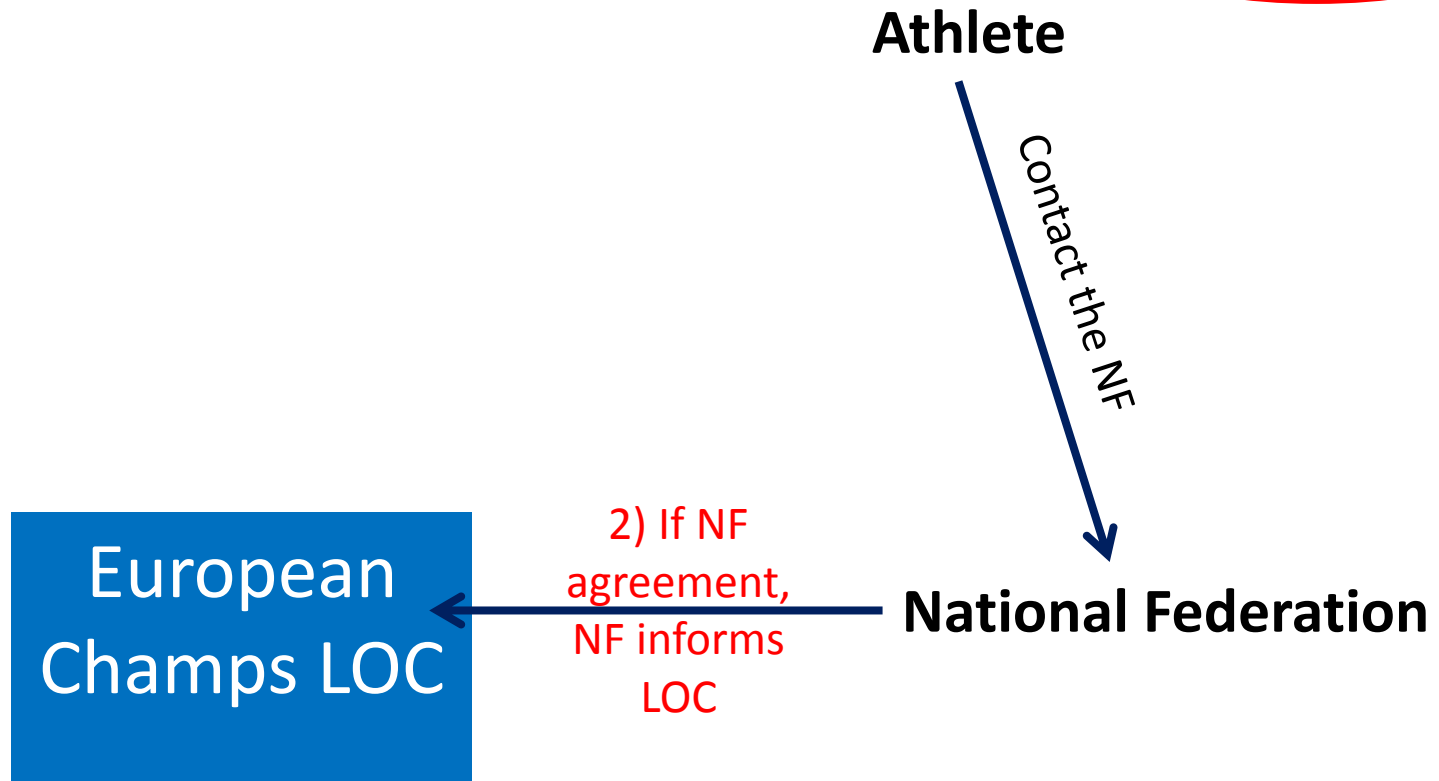 Athlete
Contact the NF
2) If NF
agreement,
NF informs
LOC
European
Champs LOC
National Federation